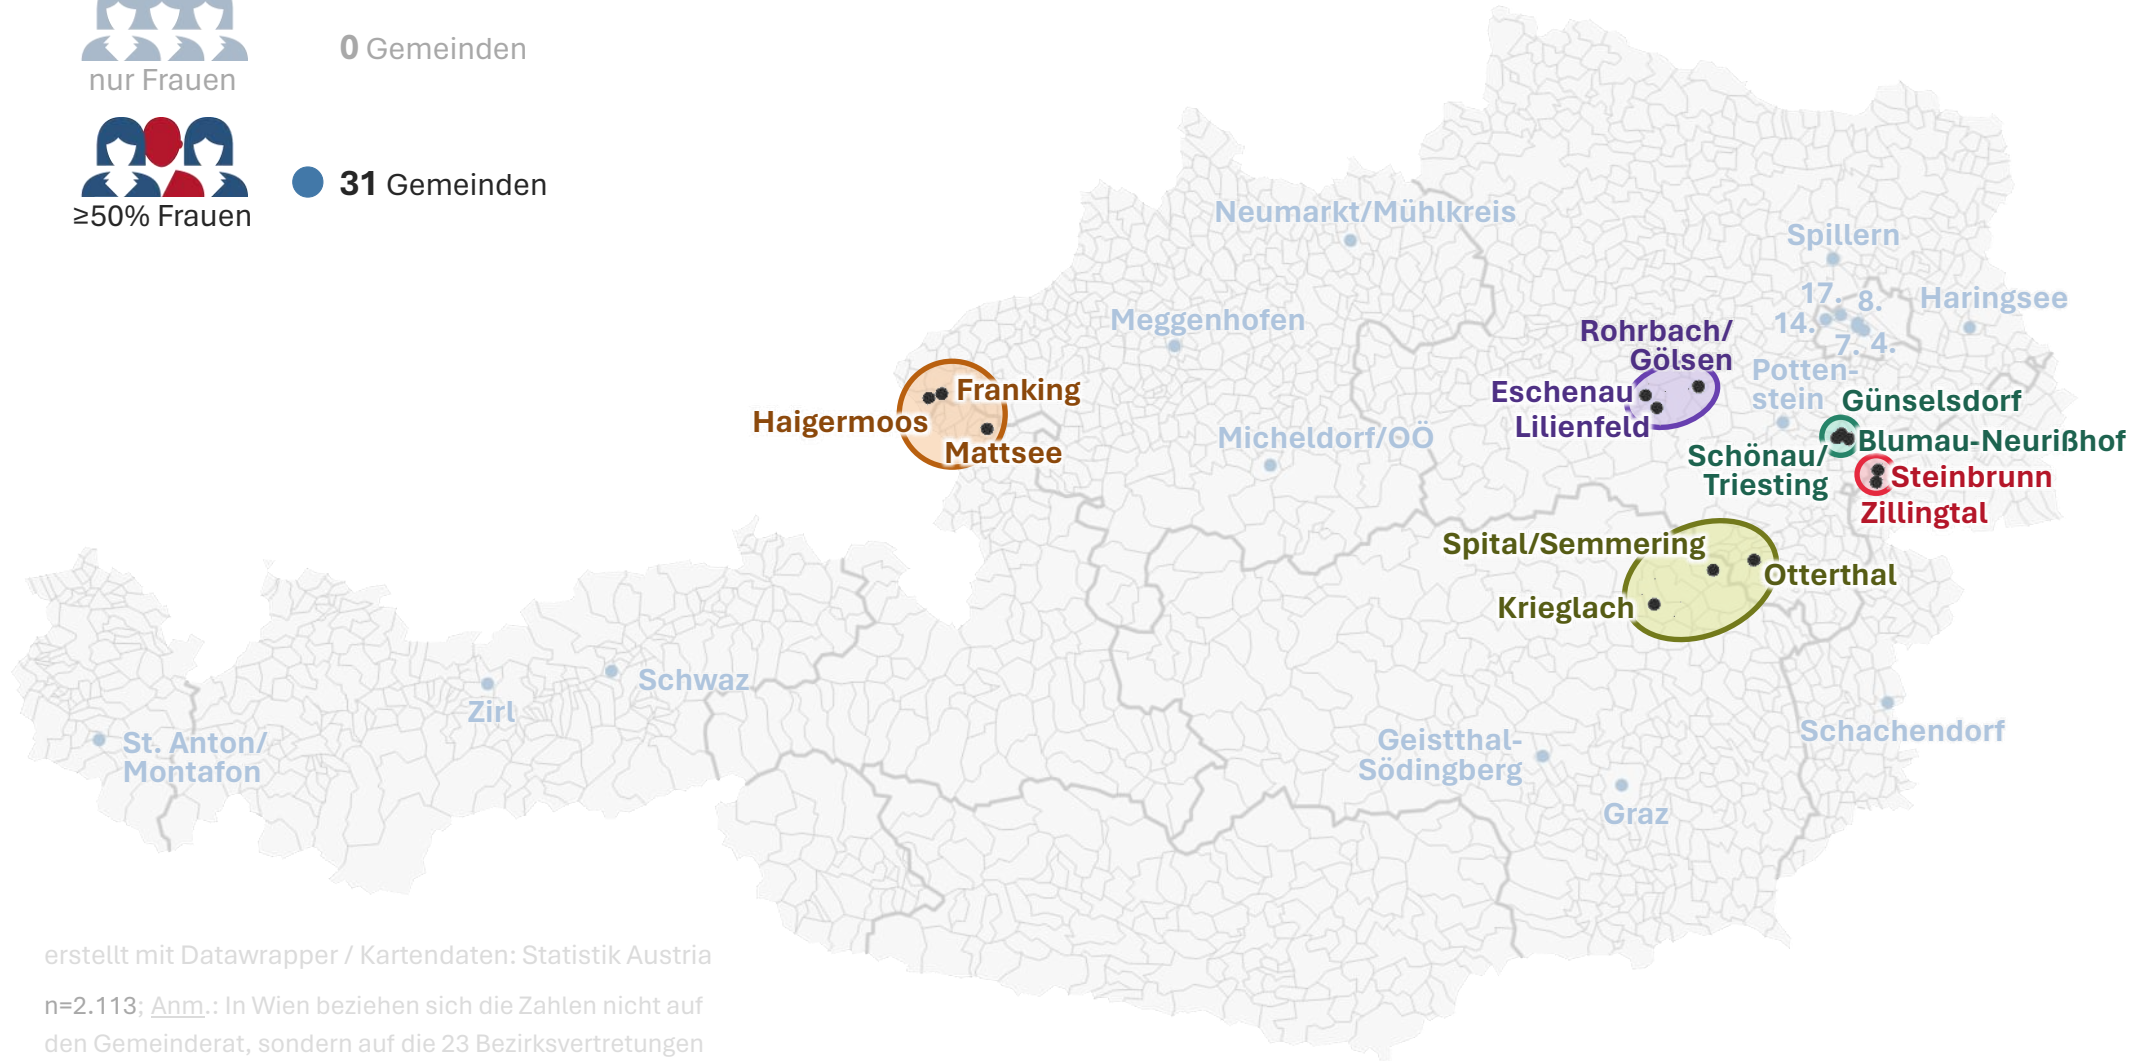 0 Gemeinden
nur Frauen
31 Gemeinden
≥50% Frauen
Neumarkt/Mühlkreis
Spillern
17.
8.
Haringsee
14.
7.
4.
Meggenhofen
Rohrbach/
Gölsen
Potten-
stein
Franking
Eschenau
Günselsdorf
Haigermoos
Lilienfeld
Micheldorf/OÖ
Blumau-Neurißhof
Mattsee
Schönau/
Triesting
Steinbrunn
Zillingtal
Spital/Semmering
Otterthal
Krieglach
Schwaz
Zirl
St. Anton/
Montafon
Geistthal-
Södingberg
Schachendorf
Graz
erstellt mit Datawrapper / Kartendaten: Statistik Austria
n=2.113; Anm.: In Wien beziehen sich die Zahlen nicht auf
den Gemeinderat, sondern auf die 23 Bezirksvertretungen